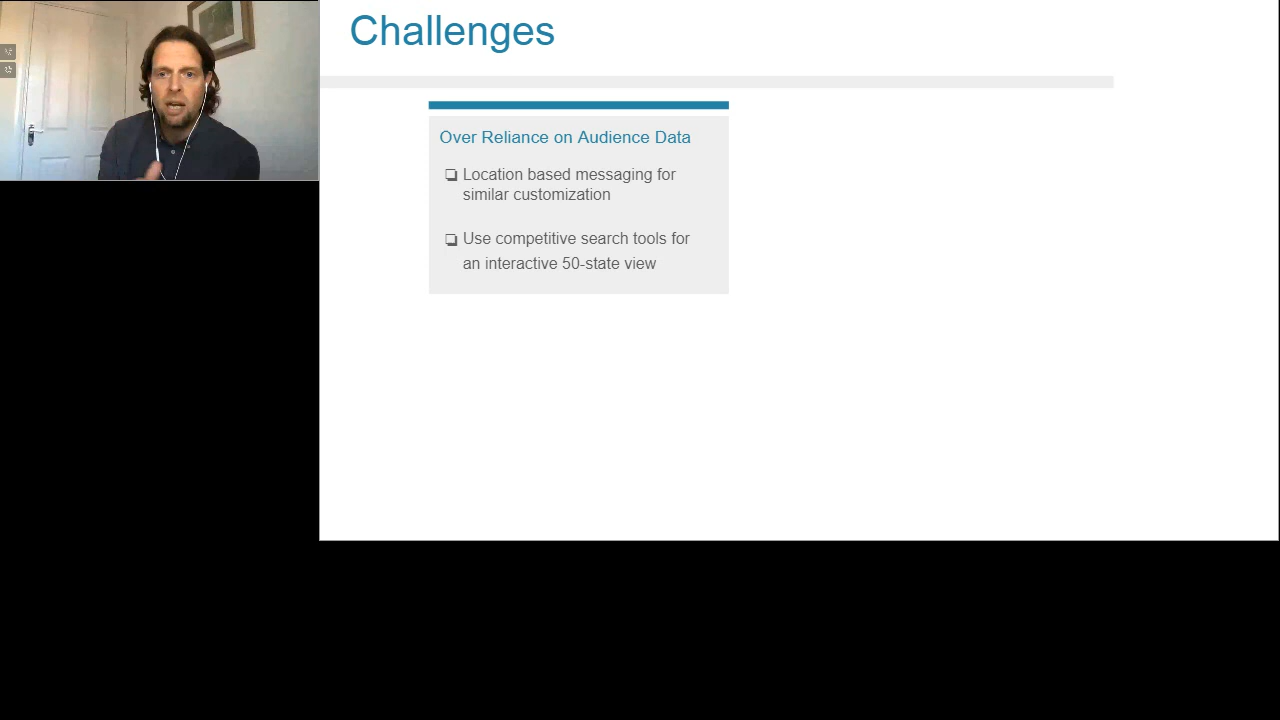 Challenges
Over Reliance on Audience Data
❏ Location based messaging for
similar customization
❏ Use competitive search tools for
an interactive 50-state view